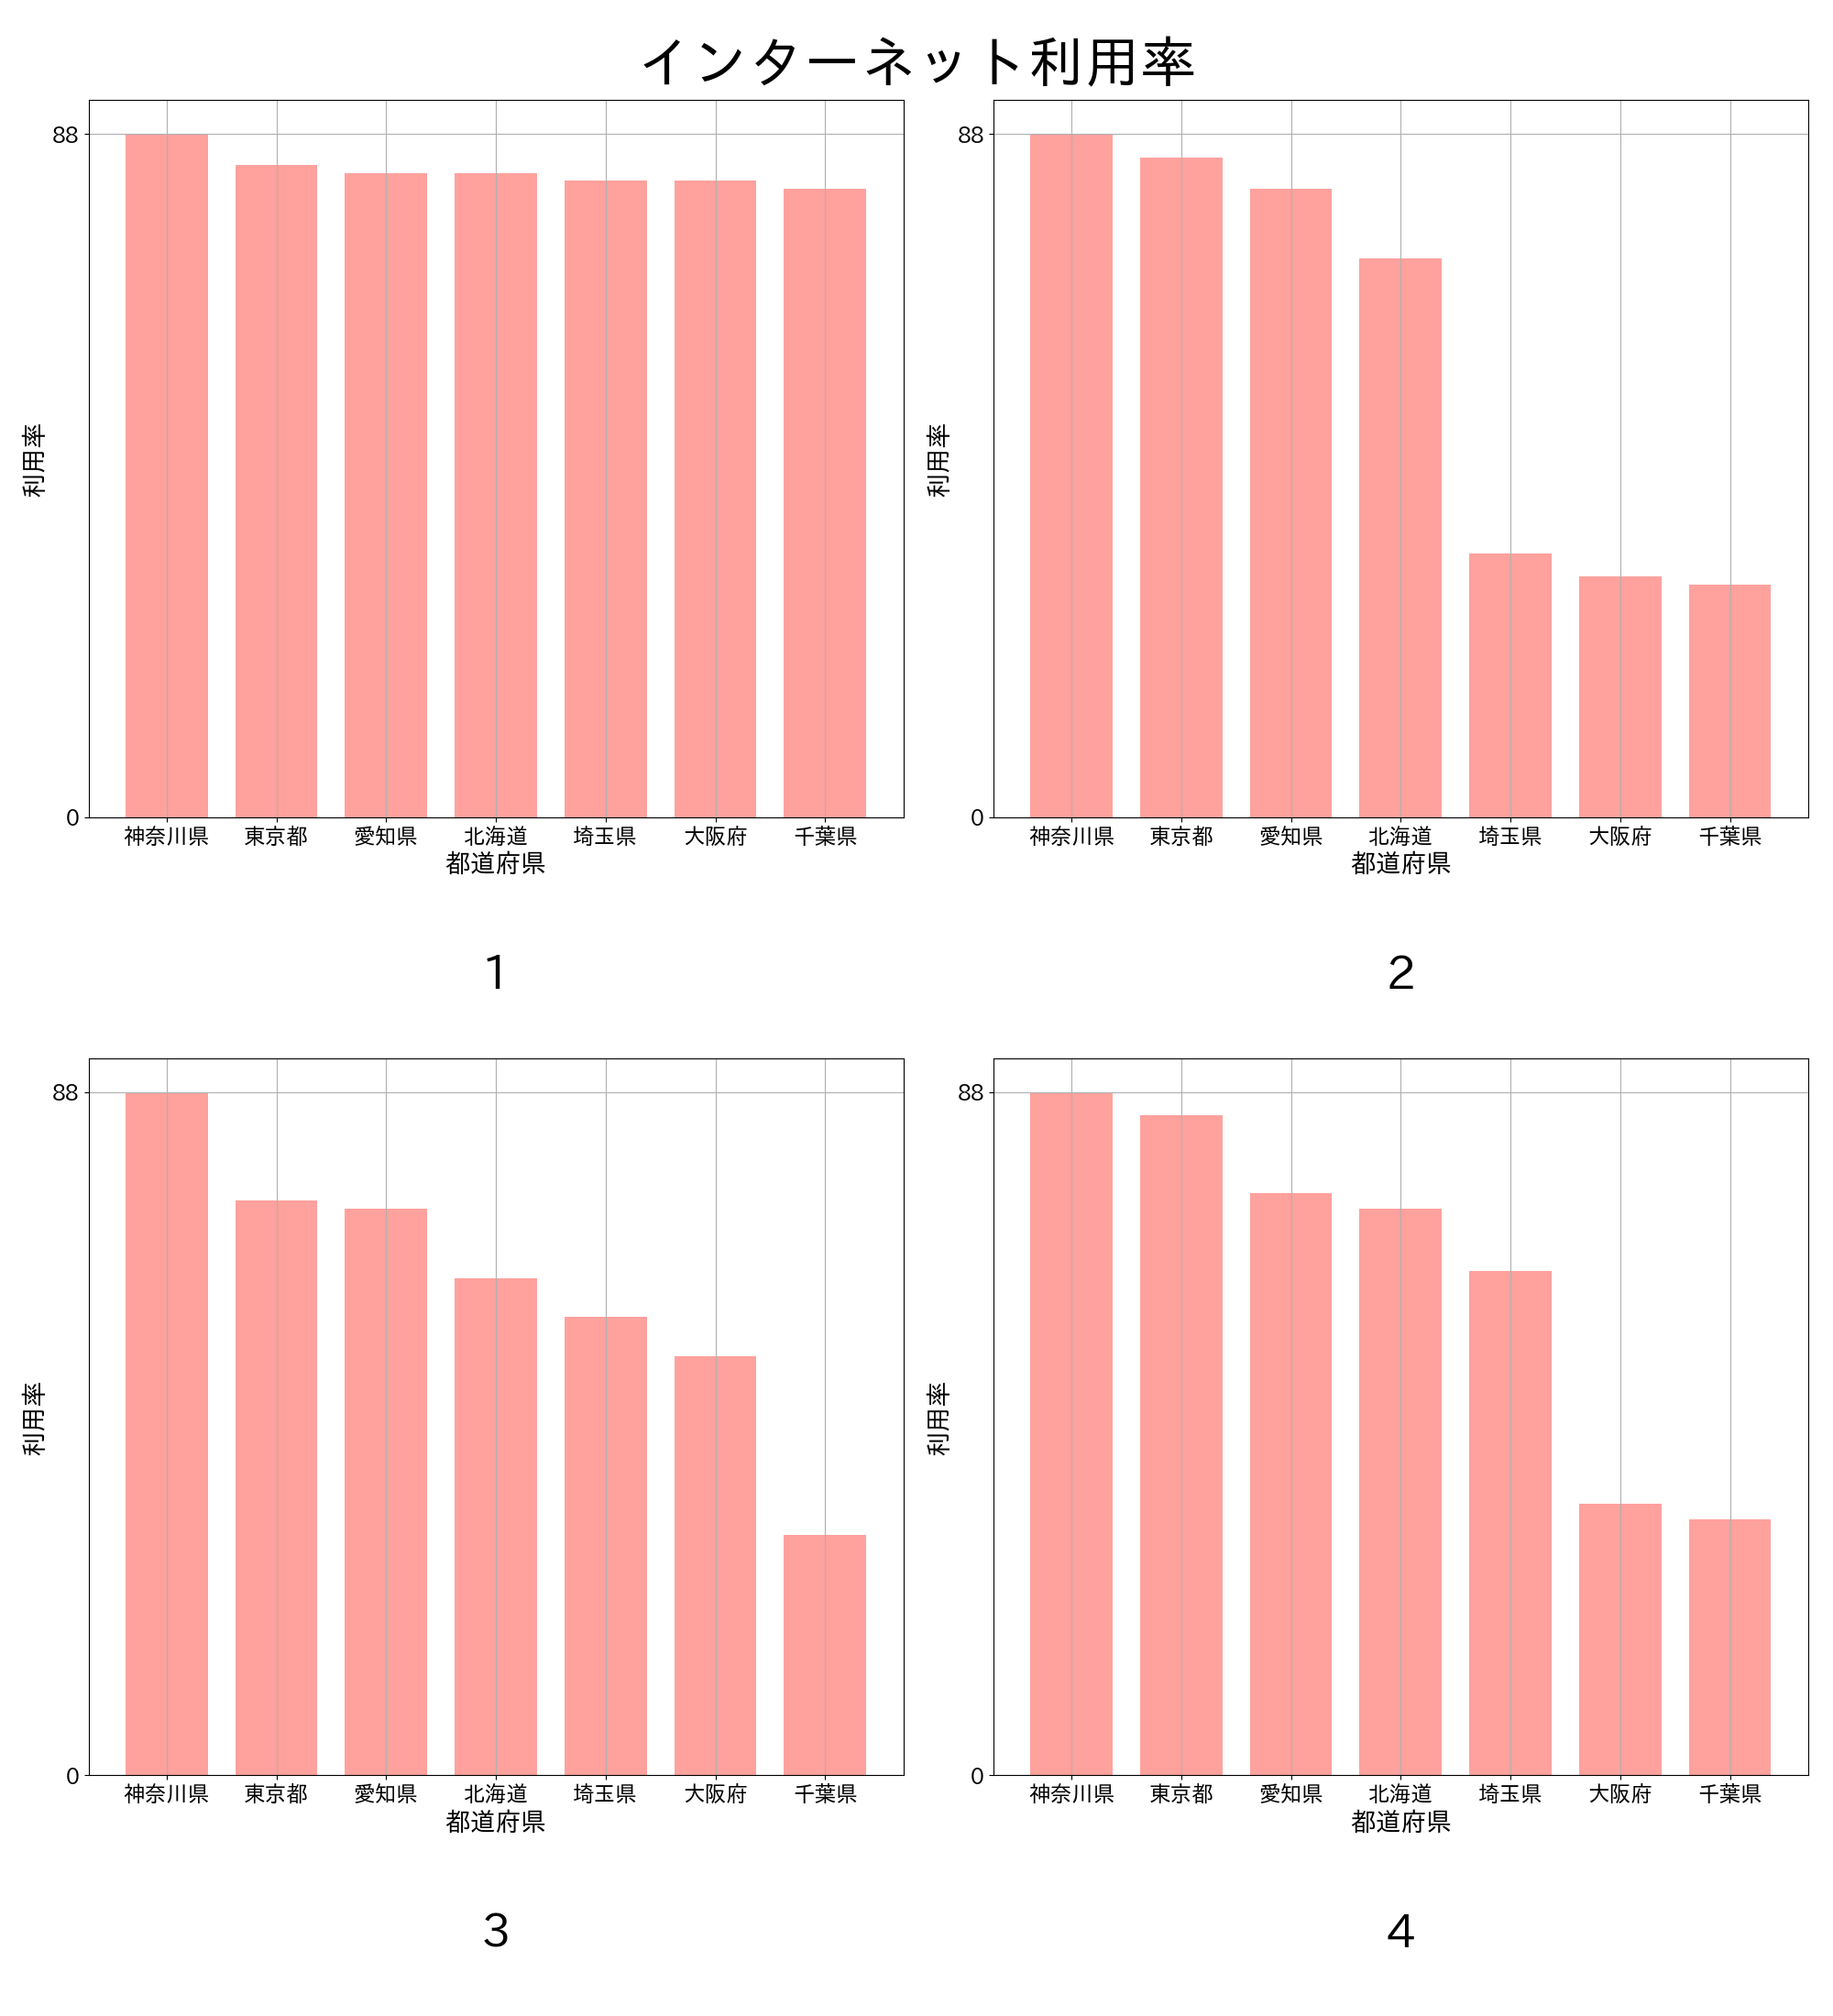 インターネット利用率
88
0
利用率
神奈川県 東京都 愛知県 北海道 埼玉県 大阪府 千葉県
都道府県
1
88
0
利用率
神奈川県 東京都 愛知県 北海道 埼玉県 大阪府 千葉県
都道府県
2
88
0
利用率
神奈川県 東京都 愛知県 北海道 埼玉県 大阪府 千葉県
都道府県
3
88
0
利用率
神奈川県 東京都 愛知県 北海道 埼玉県 大阪府 千葉県
都道府県
4